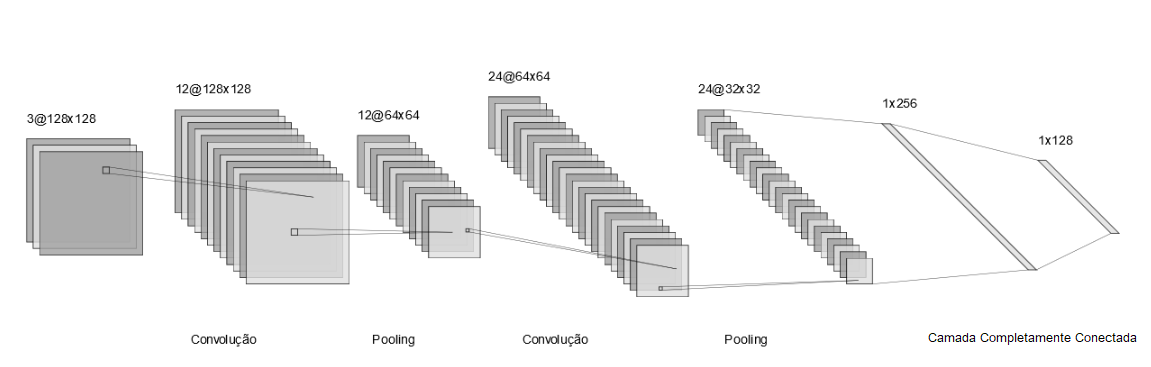 3@128x128
12@128x128
12@64x64
24@64x64
24@32x32
1x256
1x128
Convolução
Pooling
Convolução
Pooling
Camada Completamente Conectada